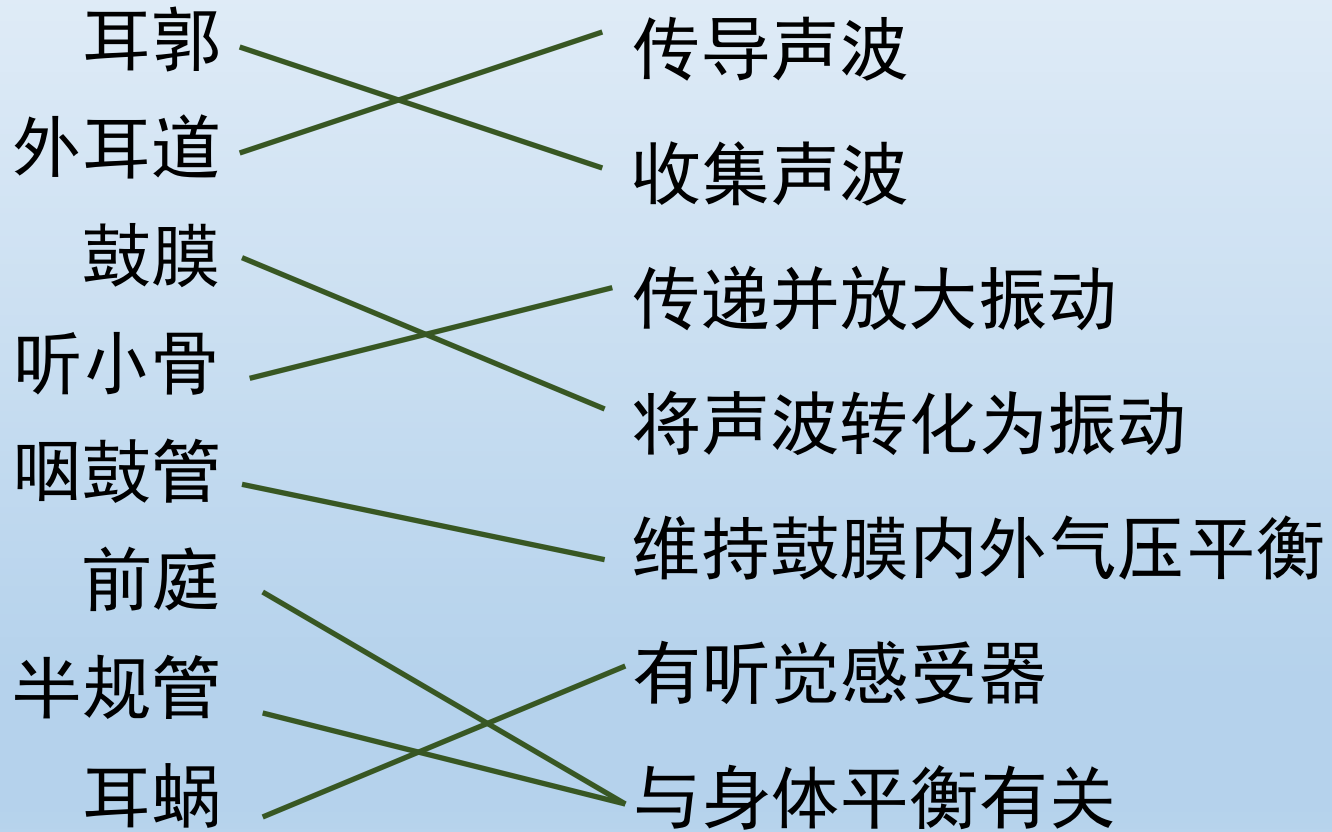 耳郭
外耳道
鼓膜
听小骨
咽鼓管
前庭
半规管
耳蜗
传导声波
收集声波
传递并放大振动
将声波转化为振动
维持鼓膜内外气压平衡
有听觉感受器
与身体平衡有关